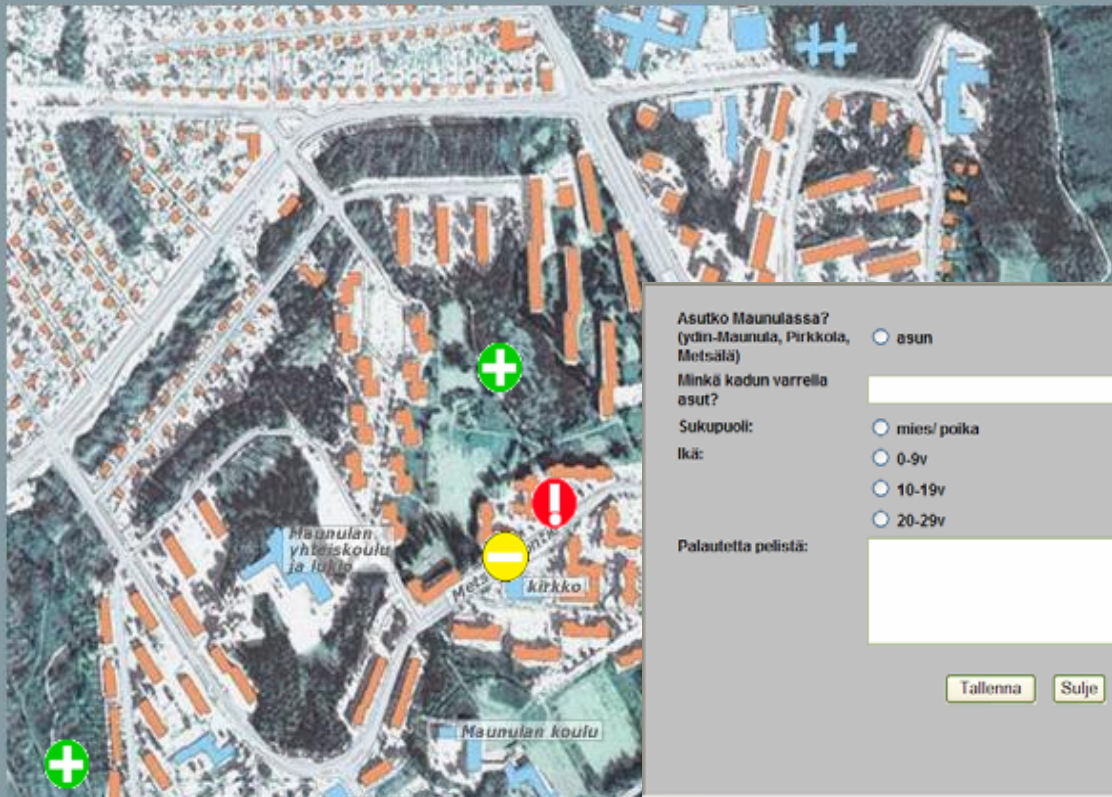 Asutko Maunulassa?
(ydin-Maunula, Pirkkola,
Metsälä)
asun
Minkä kadun varrella
asut?
Sukupuoli:
mies/ poika
Ikä:
0-9v
10-19v
20-29v
Palautetta pelistä:
Tallenna
Sulje
Maunulan
yhteiskoulu
ja lukio
kirkko
Maunulan koulu